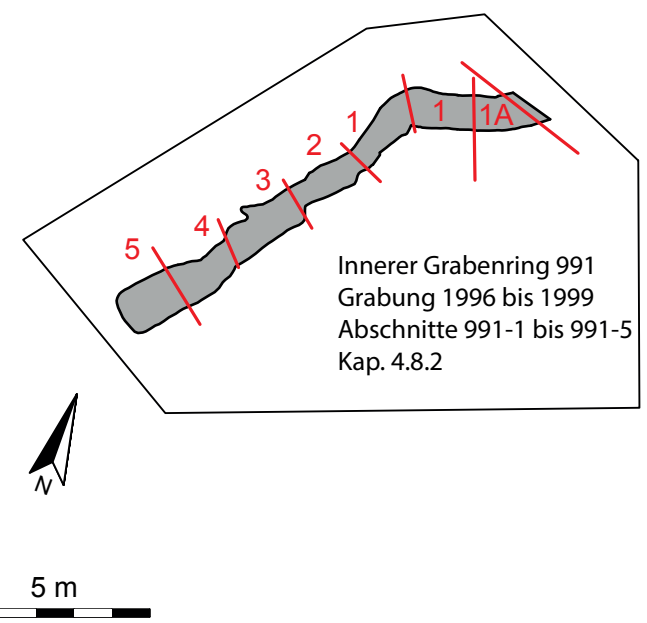 1
1
1A
2
3
4
5
Innerer Grabenring 991
Grabung 1996 bis 1999
Abschnitte 991-1 bis 991-5
Kap. 4.8.2
N
5 m